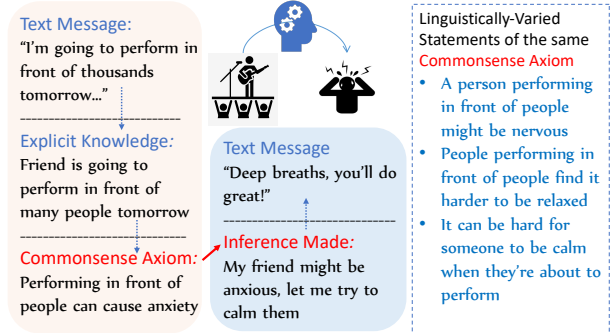 Text Message:
“I’m going to perform in
front of thousands
tomorrow…”
Explicit Knowledge:
Friend is going to
perform in front of
many people tomorrow
Commonsense Axiom:
Performing in front of
people can cause anxiety
Text Message
“Deep breaths, you’ll do
great!”
Inference Made:
My friend might be
anxious, let me try to
calm them
Linguistically-Varied
Statements of the same
Commonsense Axiom
• A person performing
in front of people
might be nervous
• People performing in
front of people find it
harder to be relaxed
• It can be hard for
someone to be calm
when they’re about to
perform